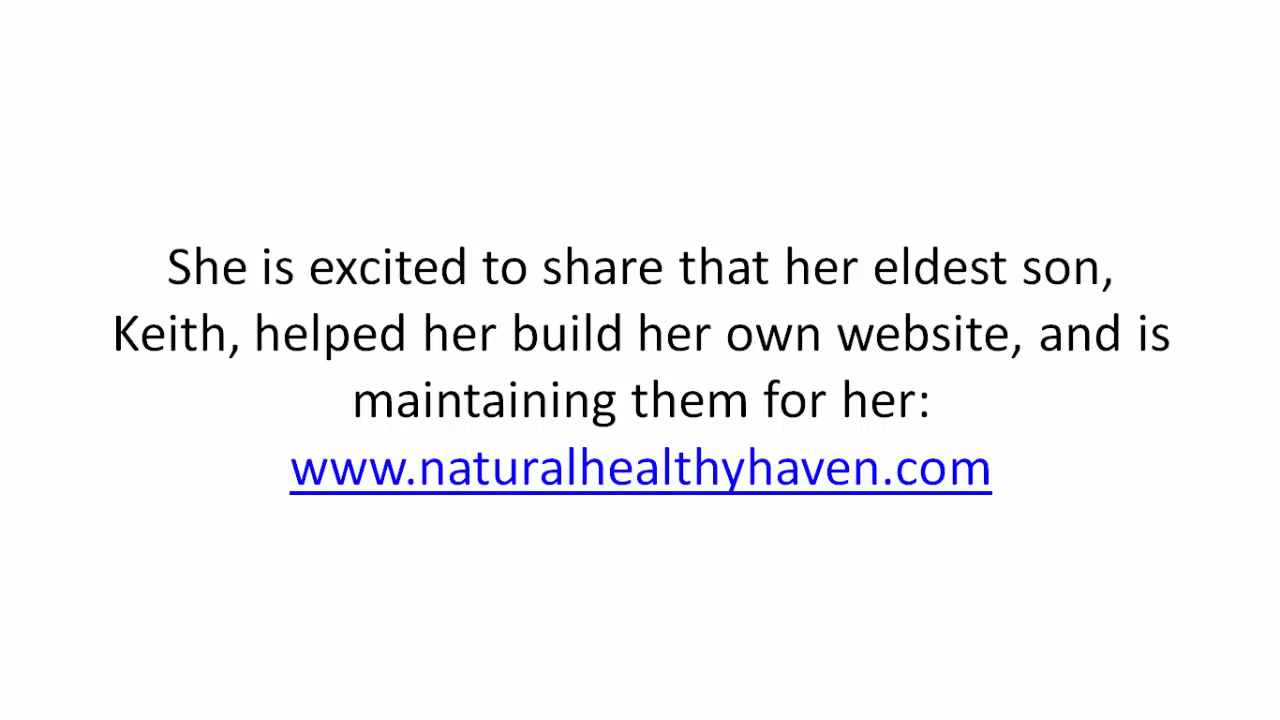 She is excited to share that her eldest son,
Keith, helped her build her own website, and is
maintaining them for her:
www.naturalhealthyhaven.com